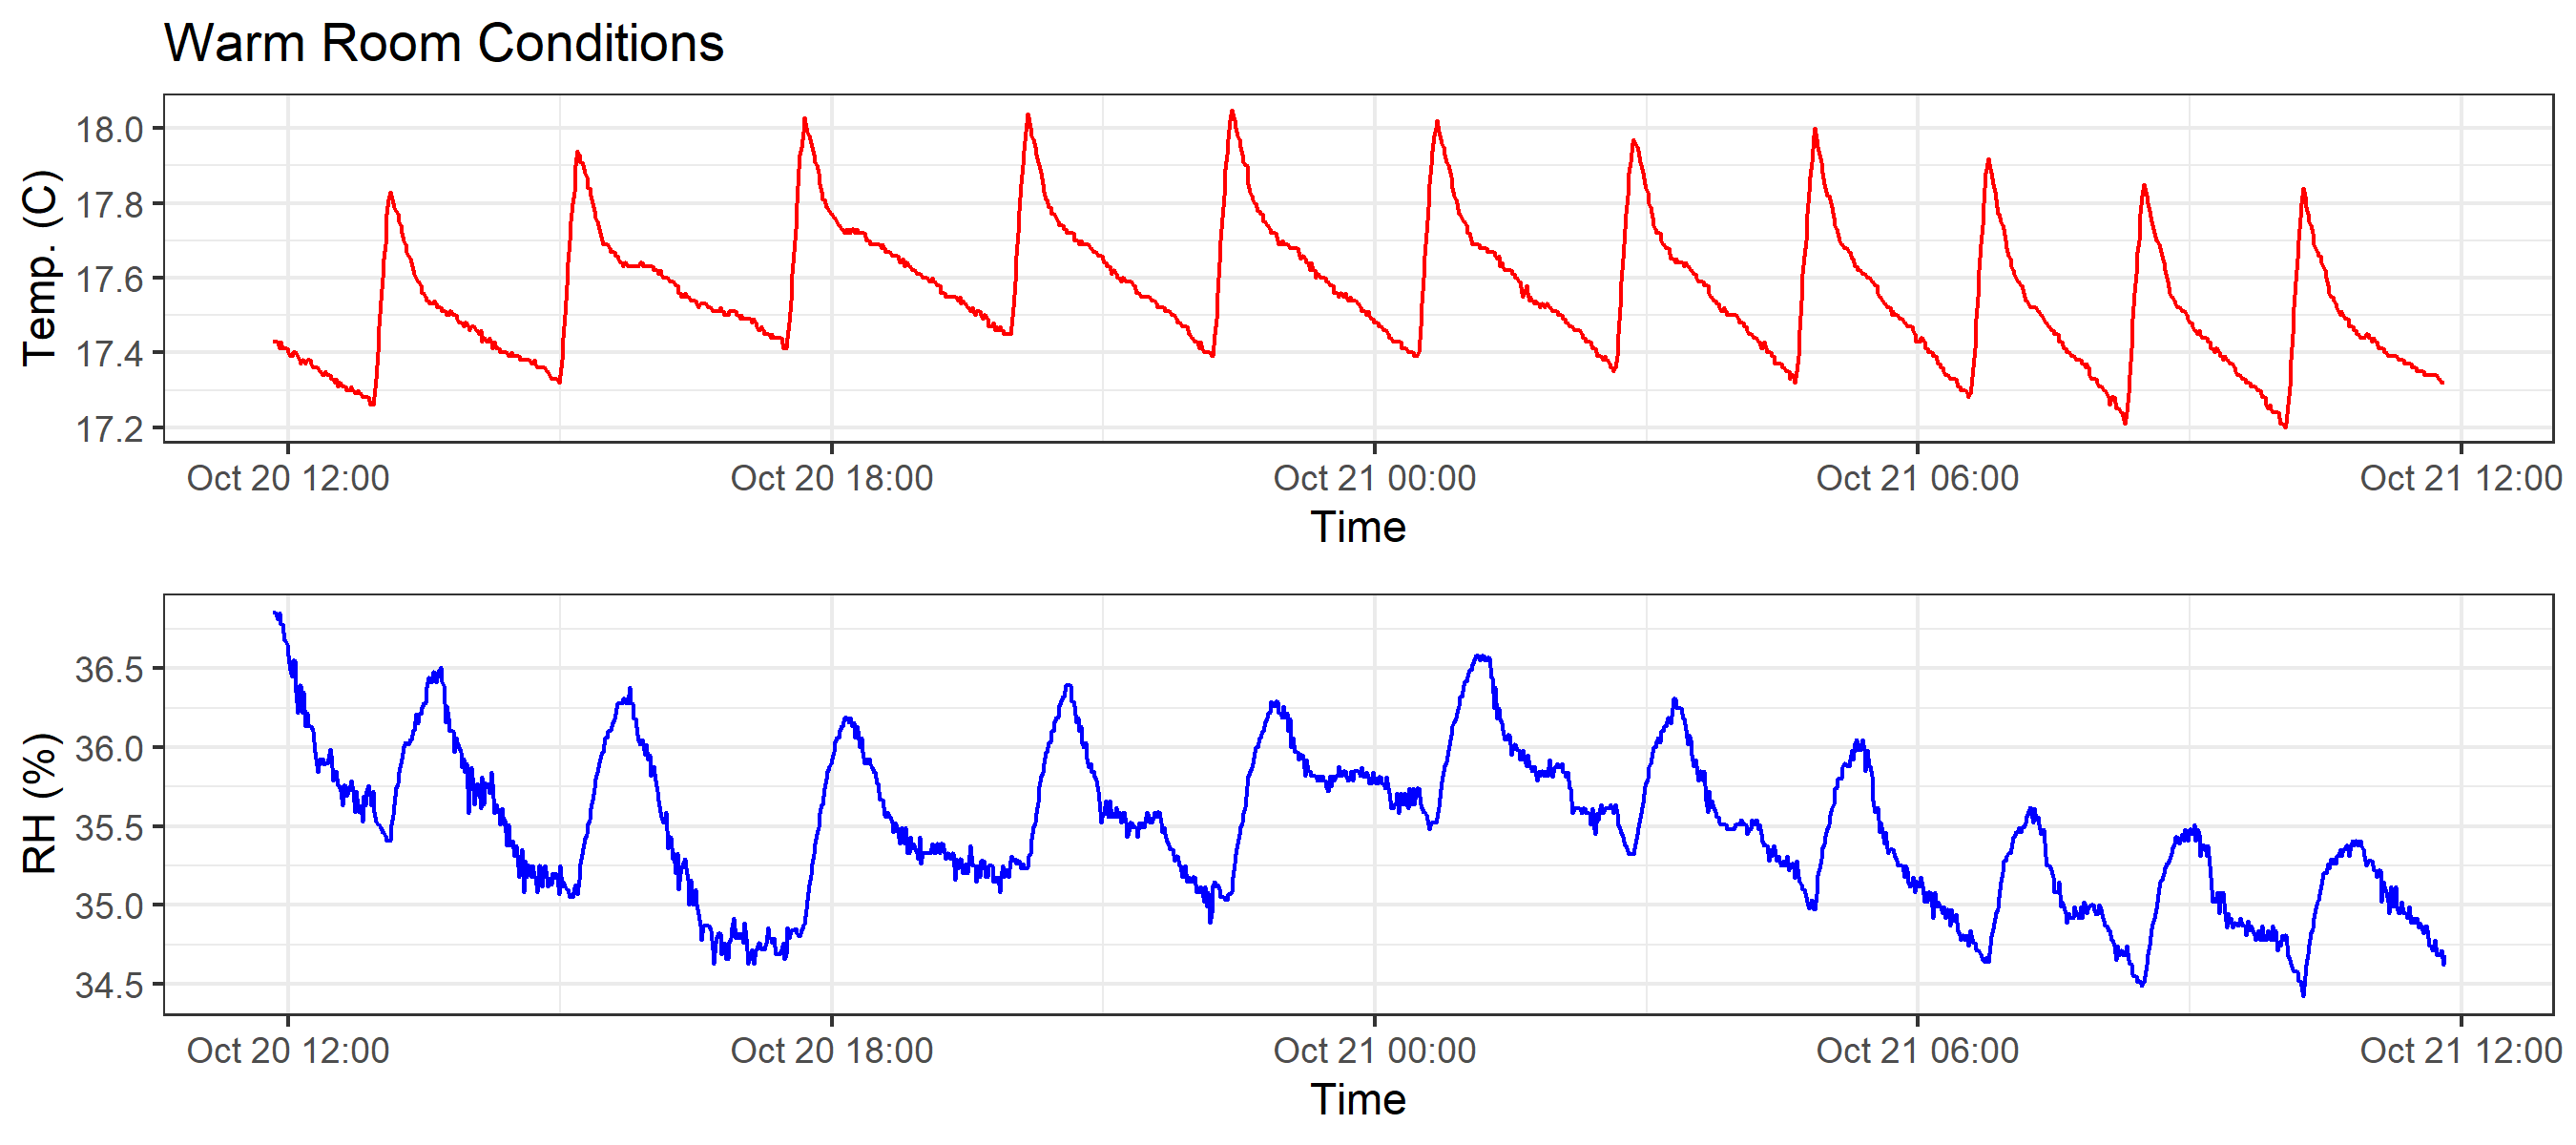 Warm Room Conditions
Temp. (C)
18.0
17.8
17.6
17.4
17.2
Oct 20 12:00 Oct 20 18:00 Oct 21 00:00 Oct 21 06:00 Oct 21 12:00
Time
RH (%)
36.5
36.0
35.5
35.0
34.5
Oct 20 12:00 Oct 20 18:00 Oct 21 00:00 Oct 21 06:00 Oct 21 12:00
Time